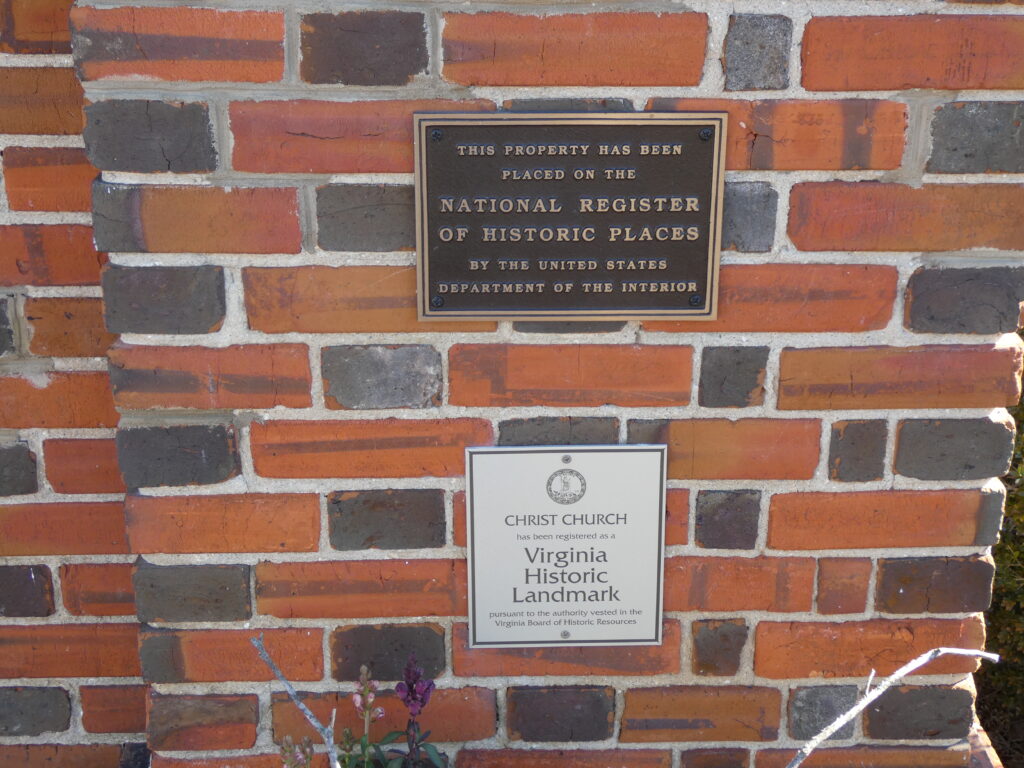 THIS PROPERTY HAS BEEN
PLACED ON THE
NATIONAL REGISTER
OF HISTORIC PLACES
BY THE UNITED STATES
DEPARTMENT OF THE INTERIOR
CHRIST CHURCH
has been registered as a
Virginia
Historic
Landmark
pursuant to the authority vested in the
Virginia Board of Historic Resources